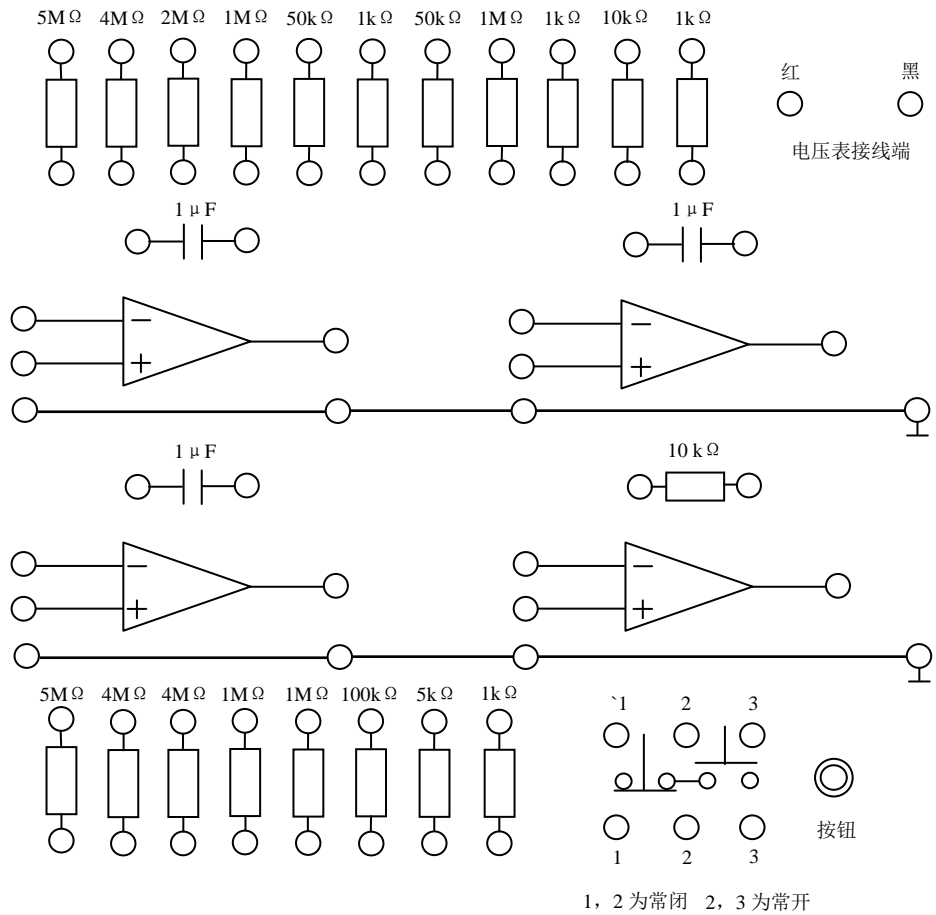 5MΩ 4MΩ 2MΩ 1MΩ 50kΩ 1kΩ 50kΩ 1MΩ 1kΩ 10kΩ 1kΩ
红 黑
电压表接线端
1μF 1μF
− −
+ +
1μF 10kΩ
− −
+ +
5MΩ 4MΩ 4MΩ 1MΩ 1MΩ 100kΩ 5kΩ 1kΩ
`1 2 3
按钮
1 2 3
1，2为常闭 2，3为常开